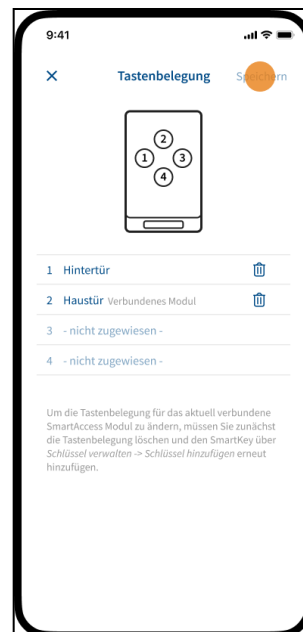 9:41
Tastenbelegung Speichern
2
1 3
4
1 Hintertür
2 Haustür Verbundenes Modul
3 - nicht zugewiesen -
4 - nicht zugewiesen -
Um die Tastenbelegung für das aktuell verbundene
SmartAccess Modul zu ändern, müssen Sie zunächst
die Tastenbelegung löschen und den SmartKey über
Schlüssel verwalten -> Schlüssel hinzufügen erneut
hinzufügen.